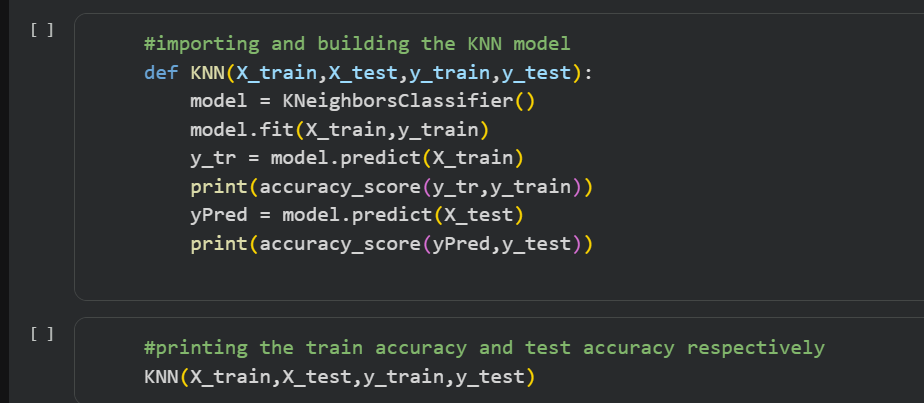 [ ]
#importing and building the KNN model
def KNN(X_train,X_test,y_train,y_test):
    model = KNeighborsClassifier()
    model.fit(X_train,y_train)
    y_tr = model.predict(X_train)
    print(accuracy_score(y_tr,y_train))
    yPred = model.predict(X_test)
    print(accuracy_score(yPred,y_test))
[ ]
#printing the train accuracy and test accuracy respectively
KNN(X_train,X_test,y_train,y_test)